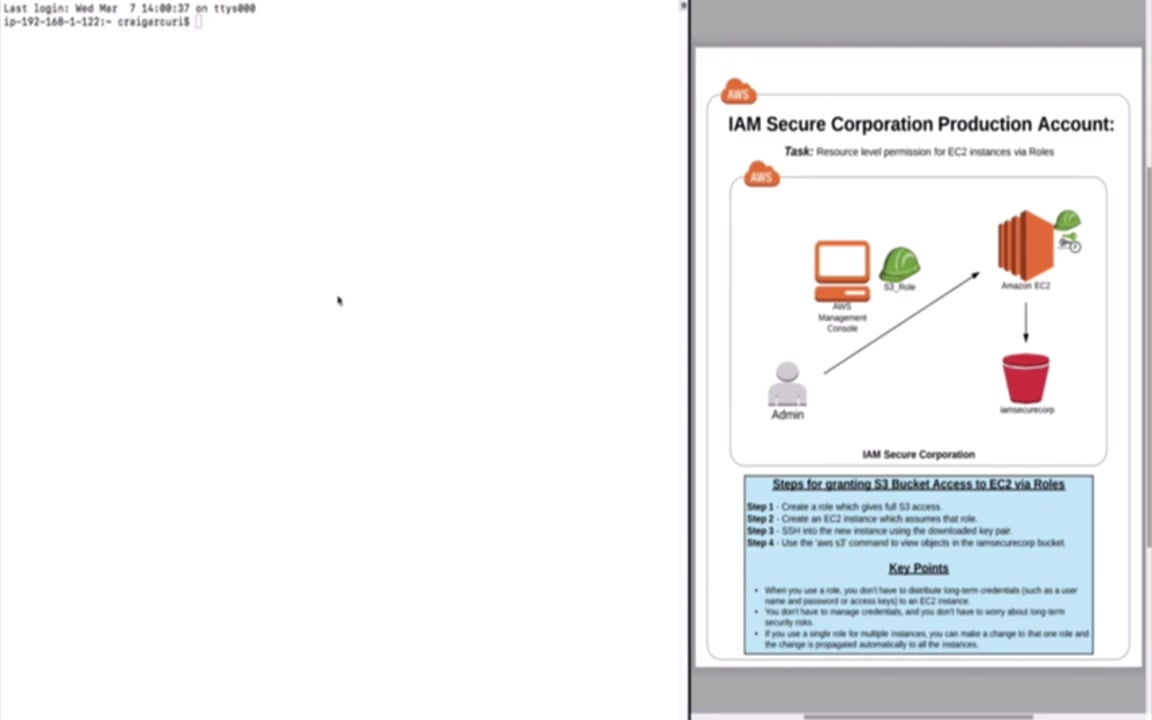 Last login: Wed Mar  7 14:00:37 on ttys000
ip-192-168-1-122:~ craigarcuri$
AWS
IAM Secure Corporation Production Account:
Task: Resource level permission for EC2 instances via Roles
AWS
S3_Role
Amazon EC2
AWS
Management
Console
iamsecurecorp
Admin
IAM Secure Corporation
Steps for granting S3 Bucket Access to EC2 via Roles
Step 1 - Create a role which gives full S3 access.
Step 2 - Create an EC2 instance which assumes that role.
Step 3 - SSH into the new instance using the downloaded key pair.
Step 4 - Use the 'aws s3' command to view objects in the iamsecurecorp bucket.
Key Points
• When you use a role, you don't have to distribute long-term credentials (such as a user
name and password or access keys) to an EC2 instance.
• You don't have to manage credentials, and you don't have to worry about long-term
security risks.
• If you use a single role for multiple instances, you can make a change to that one role and
the change is propagated automatically to all the instances.